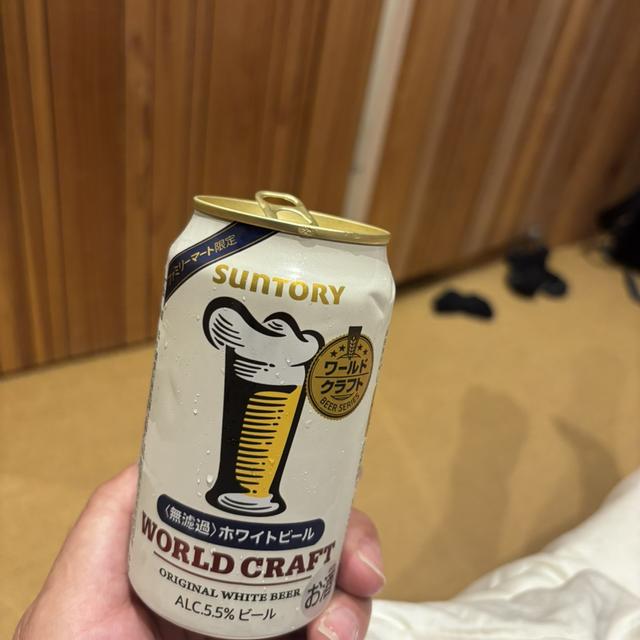 ファミリーマート限定
SUNTORY
ワールド
クラフト
BEER SERIES
〈無濾過〉ホワイトビール
WORLD CRAFT
ORIGINAL WHITE BEER
お酒
ALC.5.5% ビール